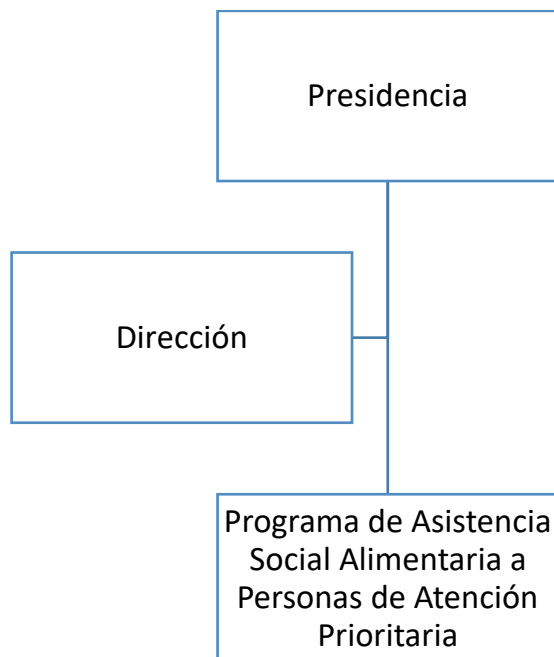 Presidencia
Dirección
Programa de Asistencia
Social Alimentaria a
Personas de Atención
Prioritaria